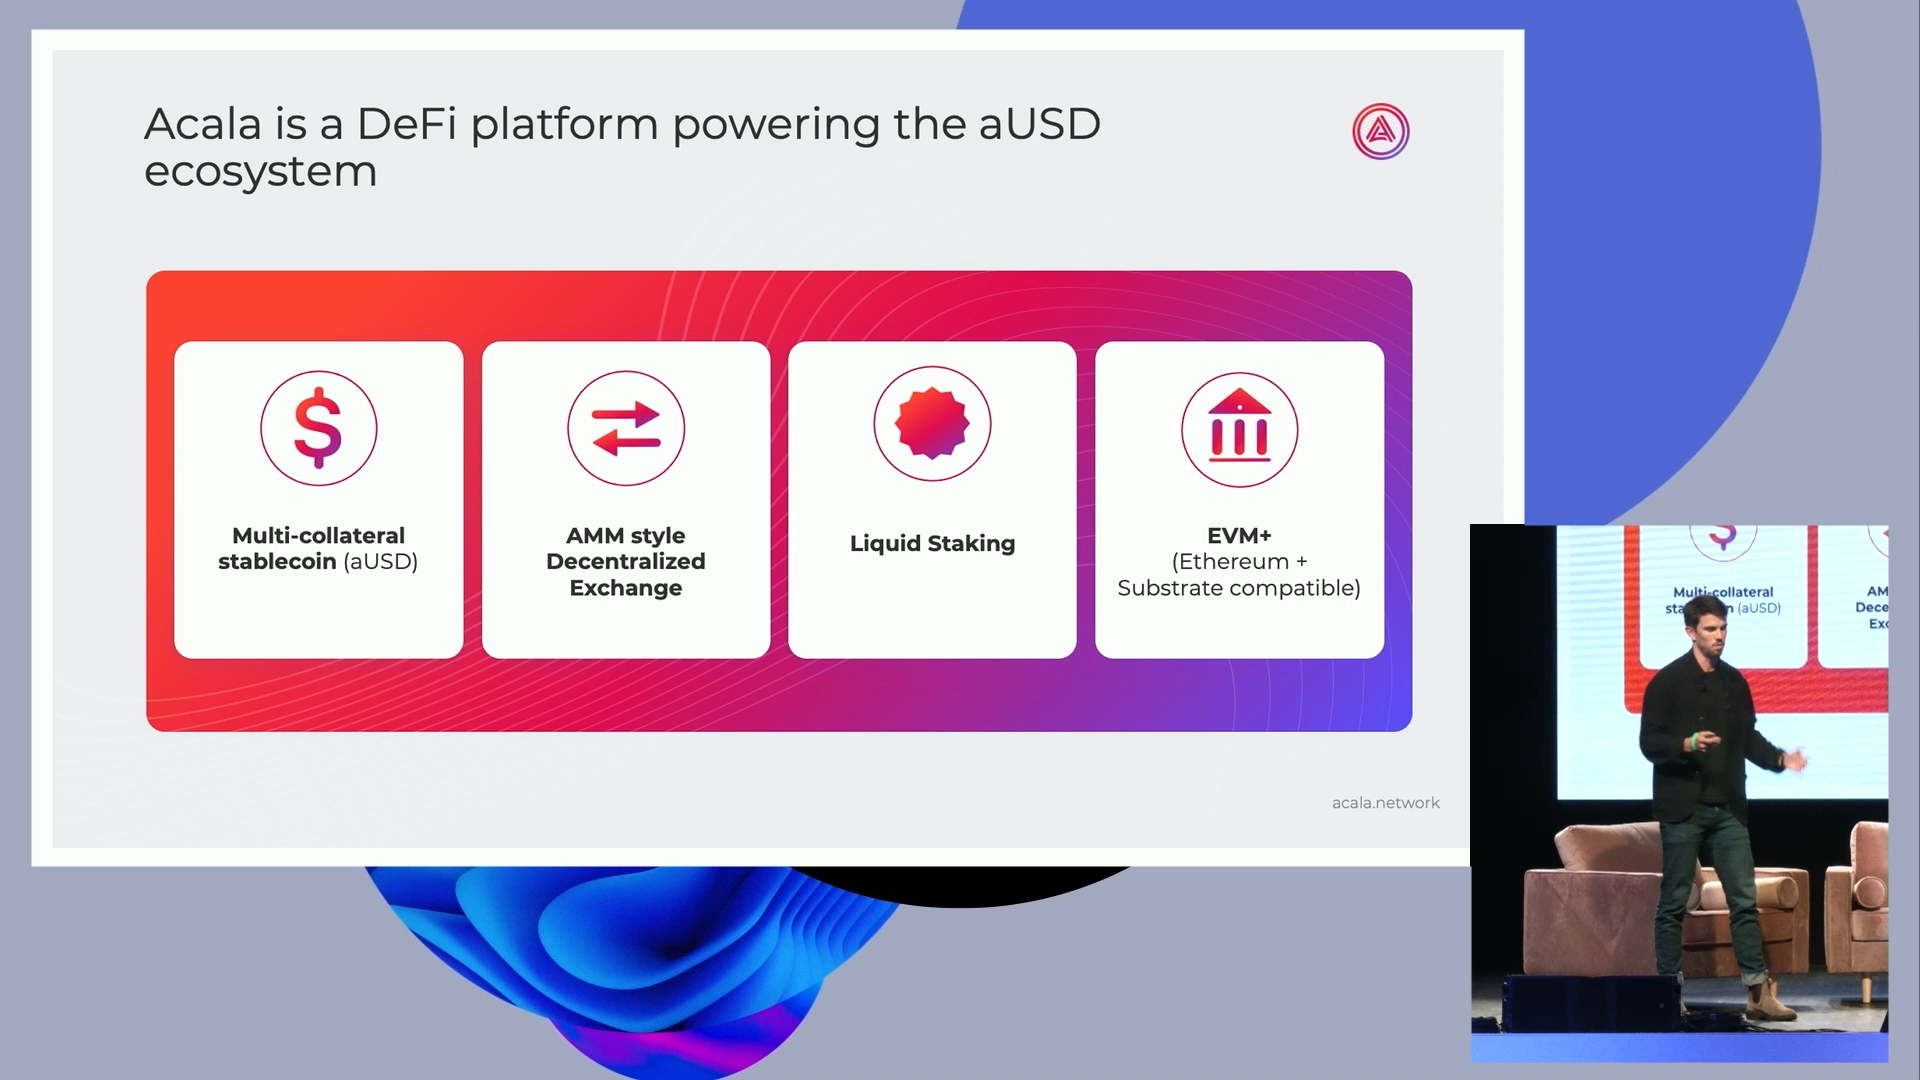 Acala is a DeFi platform powering the aUSD
ecosystem
Multi-collateral
stablecoin (aUSD)
AMM style
Decentralized
Exchange
Liquid Staking
EVM+
(Ethereum +
Substrate compatible)
acala.network
Multi-collateral
(aUSD)